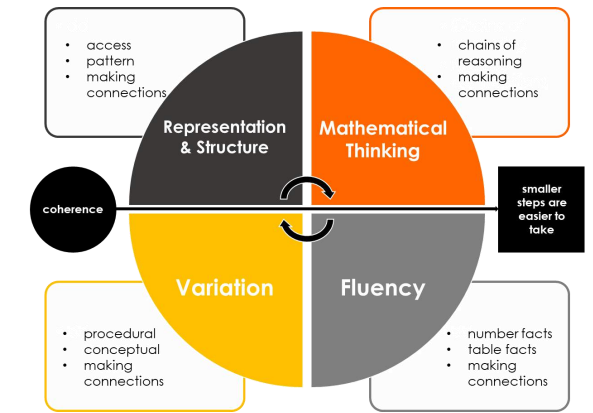 • access
• pattern
• making
connections
• chains of
reasoning
• making
connections
Representation
& Structure
Mathematical
Thinking
coherence
smaller
steps are
easier to
take
Variation
Fluency
• procedural
• conceptual
• making
connections
• number facts
• table facts
• making
connections